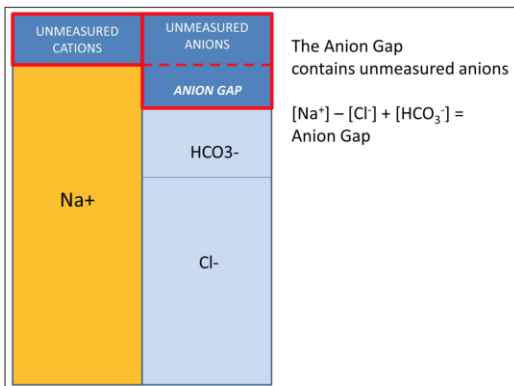 UNMEASURED
CATIONS
UNMEASURED
ANIONS
ANION GAP
HCO3-
Na+
Cl-
The Anion Gap
contains unmeasured anions
[Na⁺] – [Cl⁻] + [HCO₃⁻] =
Anion Gap